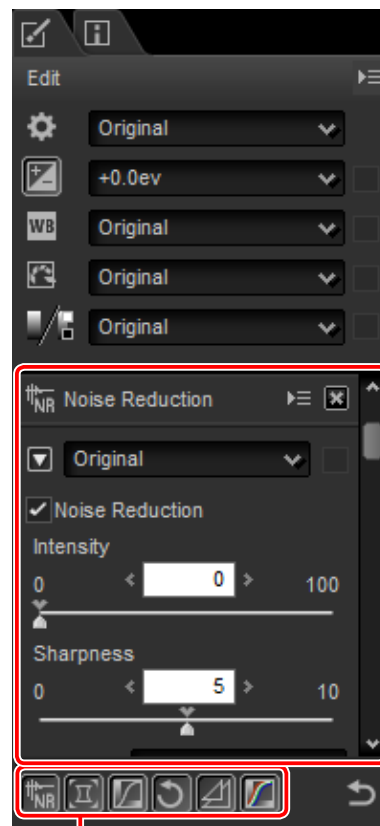 Edit
Original
+0.0ev
WB Original
Original
Original
NR Noise Reduction
Original
Noise Reduction
Intensity
0 0 100
Sharpness
0 5 10
NR